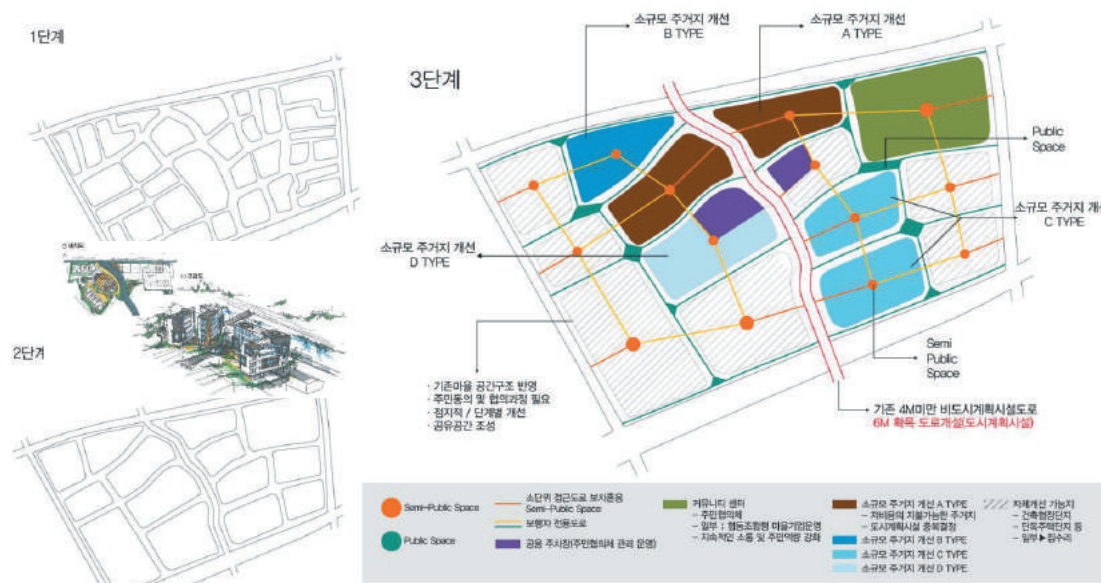 1단계
2단계
3단계
소규모 주거지 개선
B TYPE
소규모 주거지 개선
A TYPE
Public
Space
소규모 주거지 개선
C TYPE
소규모 주거지 개선
D TYPE
Semi
Public
Space
· 기존마을 공간구조 반영
· 주민동의 및 협의과정 필요
· 점지적 / 단계별 개선
· 공유공간 조성
기존 4M미만 비도시계획시설도로
6M 확폭 도로개설(도시계획시설)
Semi-Public Space
Public Space
소단위 접근도로 보차혼용
Semi-Public Space
보행자 전용도로
공용 주차장(주민협의체 관리 운영)
커뮤니티 센터
- 주민협의체
- 일부 : 협동조합형 마을기업운영
- 지속적인 소통 및 주민역량 강화
소규모 주거지 개선 A TYPE
- 자비용의 지불가능한 주거지
- 도시계획시설 중복결정
소규모 주거지 개선 B TYPE
소규모 주거지 개선 C TYPE
소규모 주거지 개선 D TYPE
자체개선 가능지
- 건축협정단지
- 단독주택단지 등
- 일부▶집수리